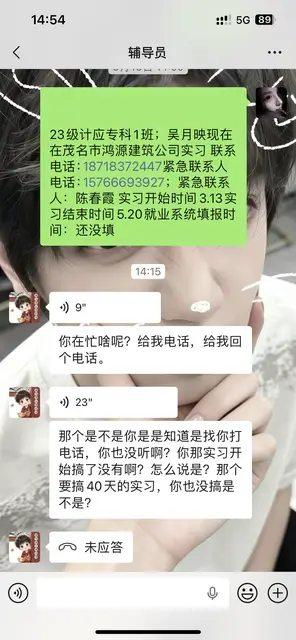 14:54
5G
89
辅导员
23级计应专科1班；吴月映现在
在茂名市鸿源建筑公司实习 联系
电话:18718372447紧急联系人
电话:15766693927；紧急联系
人：陈春霞 实习开始时间3.13实
习结束时间5.20就业系统填报时
间：还没填
14:15
9"
你在忙啥呢？给我电话，给我回
个电话。
23"
那个是不是你是是知道是找你打
电话，你也没听啊？你那实习开
始搞了没有啊？怎么说是？那个
要搞40天的实习，你也没搞是
不是？
未应答